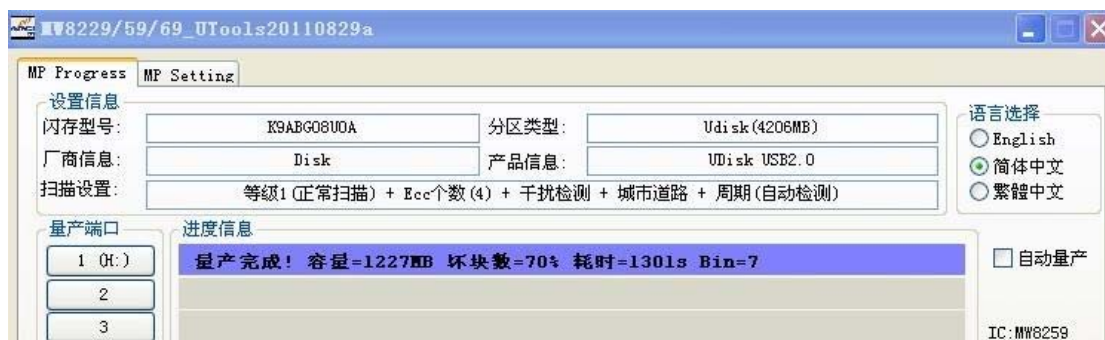 MW8229/59/69_UTools20110829a
MP Progress MP Setting
设置信息
闪存型号: K9ABG08U0A 分区类型: Udisk(4206MB)
厂商信息: Disk 产品信息: UDisk USB2.0
扫描设置: 等级1(正常扫描) + Ecc个数(4) + 干扰检测 + 城市道路 + 周期(自动检测)
语言选择
English
简体中文
繁體中文
量产端口 进度信息
1 (H:) 量产完成! 容量=1227MB 坏块数=70% 耗时=1301s Bin=7
自动量产
2
3
IC:MW8259